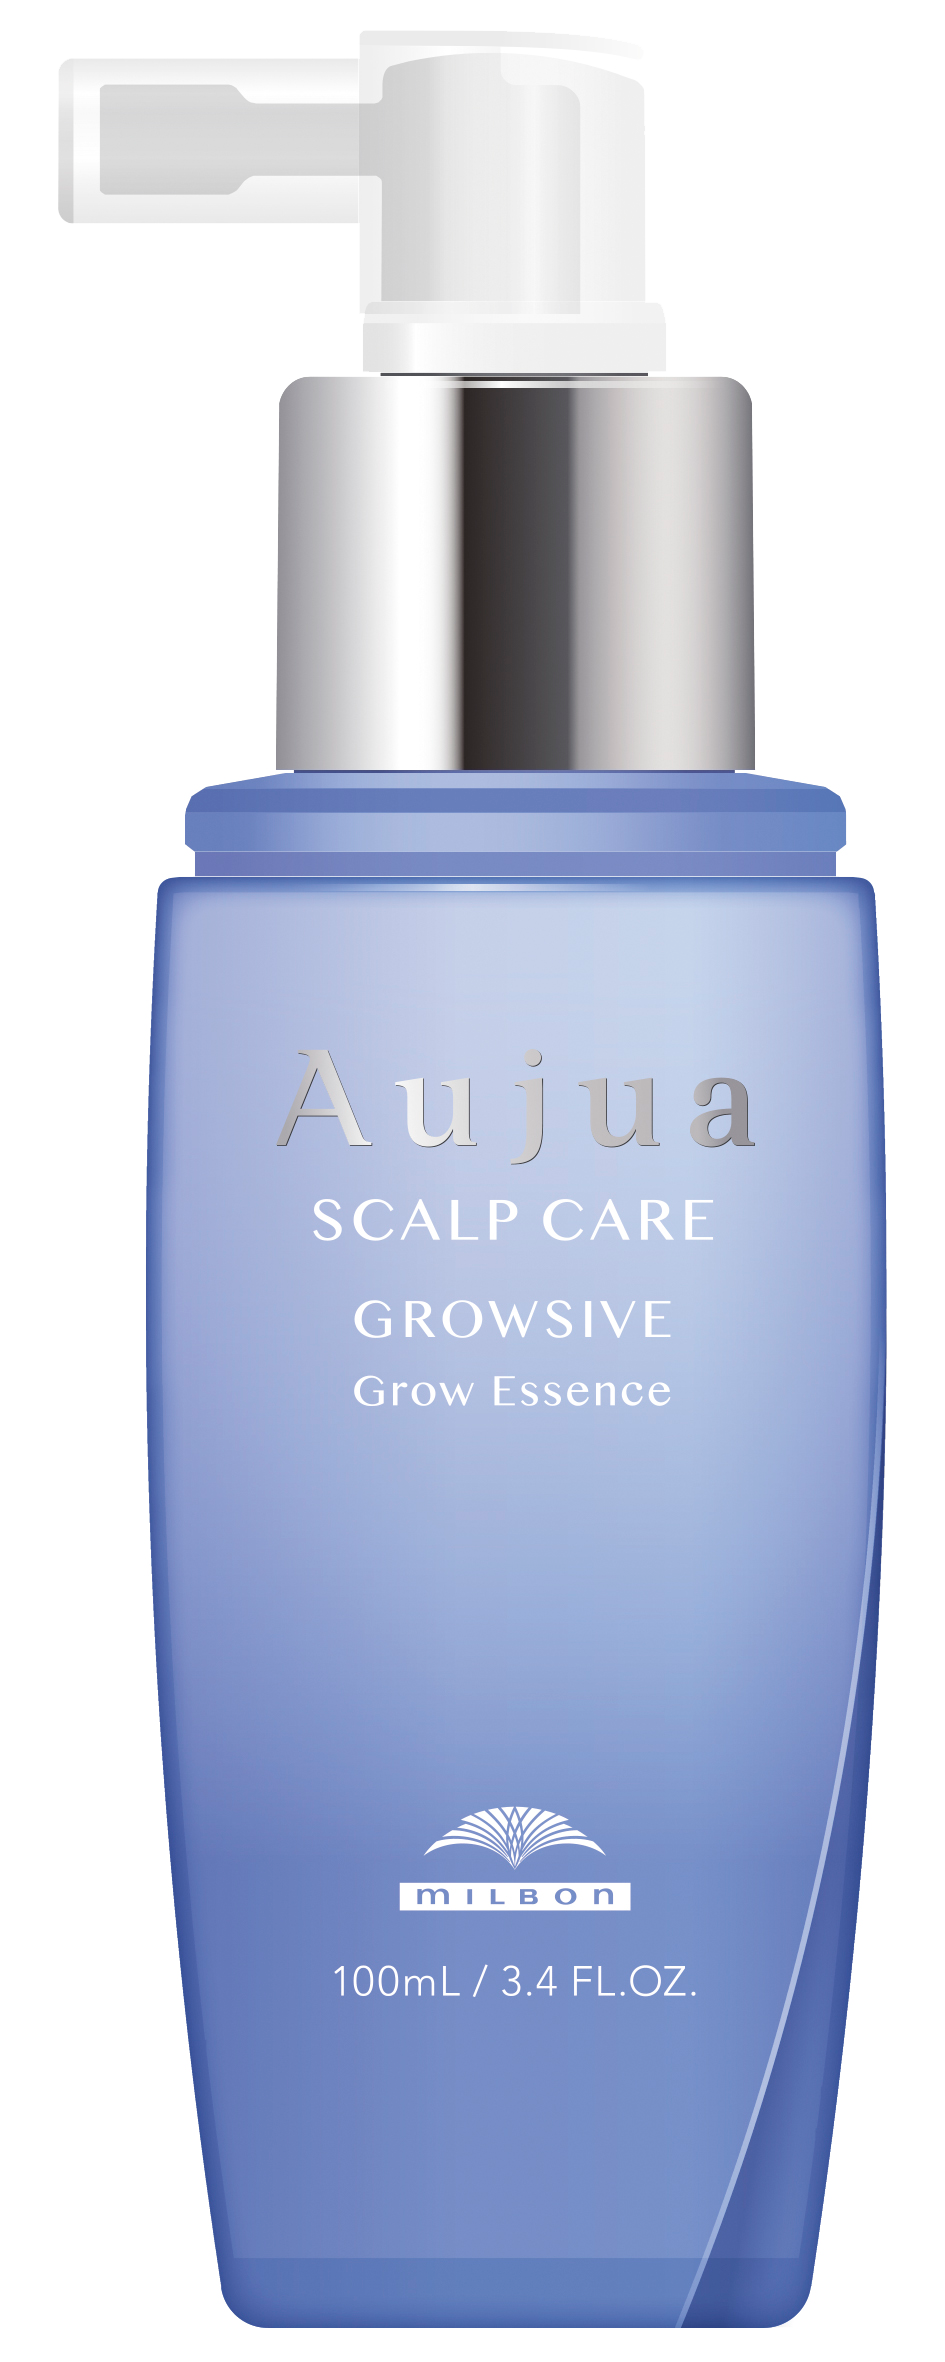 Aujua
SCALP CARE
GROWSIVE
Grow Essence
mILBOn
100mL / 3.4 FL.OZ.